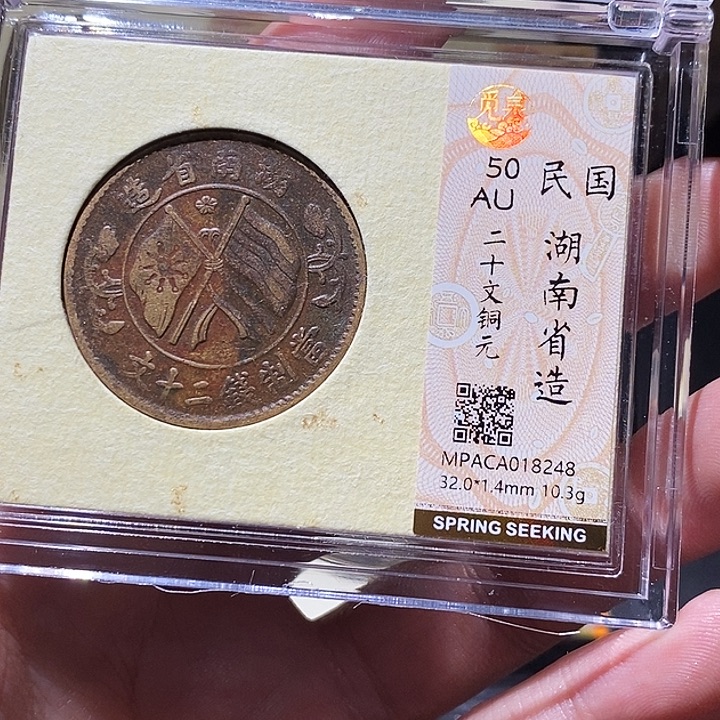 湖南省造
當制錢二十文
觅泉
50
AU
民国
湖南省造
二十文铜元
MPACA018248
32.0*1.4mm 10.3g
SPRING SEEKING